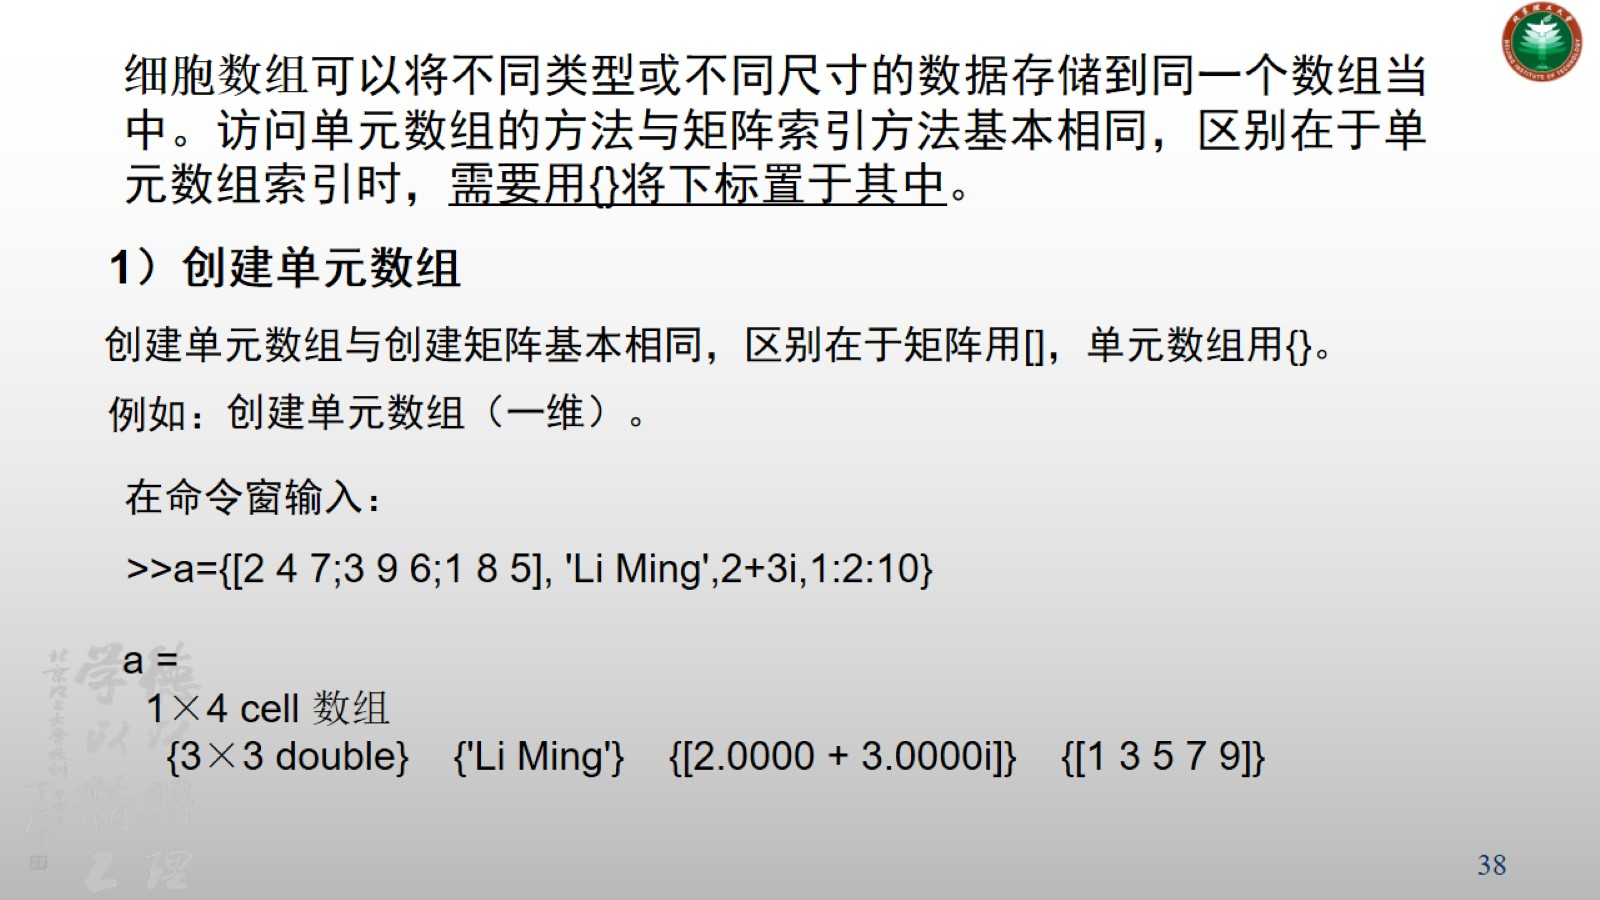 细胞数组可以将不同类型或不同尺寸的数据存储到同一个数组当
中。访问单元数组的方法与矩阵索引方法基本相同，区别在于单
元数组索引时，需要用{}将下标置于其中。
1）创建单元数组
创建单元数组与创建矩阵基本相同，区别在于矩阵用[]，单元数组用{}。
例如：创建单元数组（一维）。
在命令窗输入：
>>a={[2 4 7;3 9 6;1 8 5], 'Li Ming',2+3i,1:2:10}
a =
1×4 cell 数组
{3×3 double} {'Li Ming'} {[2.0000 + 3.0000i]} {[1 3 5 7 9]}
38